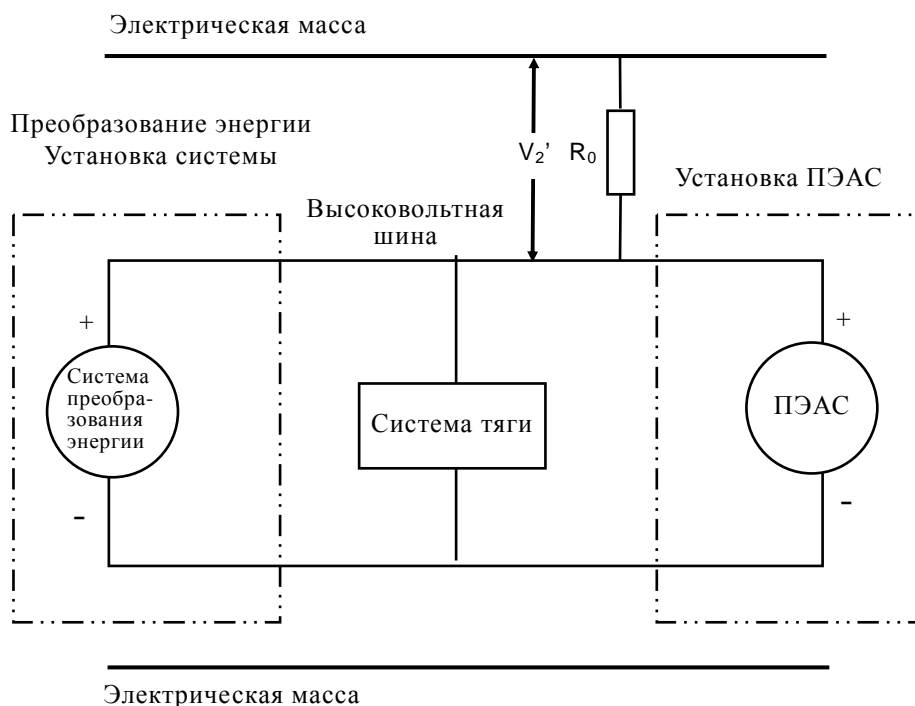 Электрическая масса
Преобразование энергии
Установка системы
V₂’ R₀
Установка ПЭАС
Высоковольтная
шина
+
+
Система
преобра-
зования
энергии
Система тяги
ПЭАС
-
-
Электрическая масса